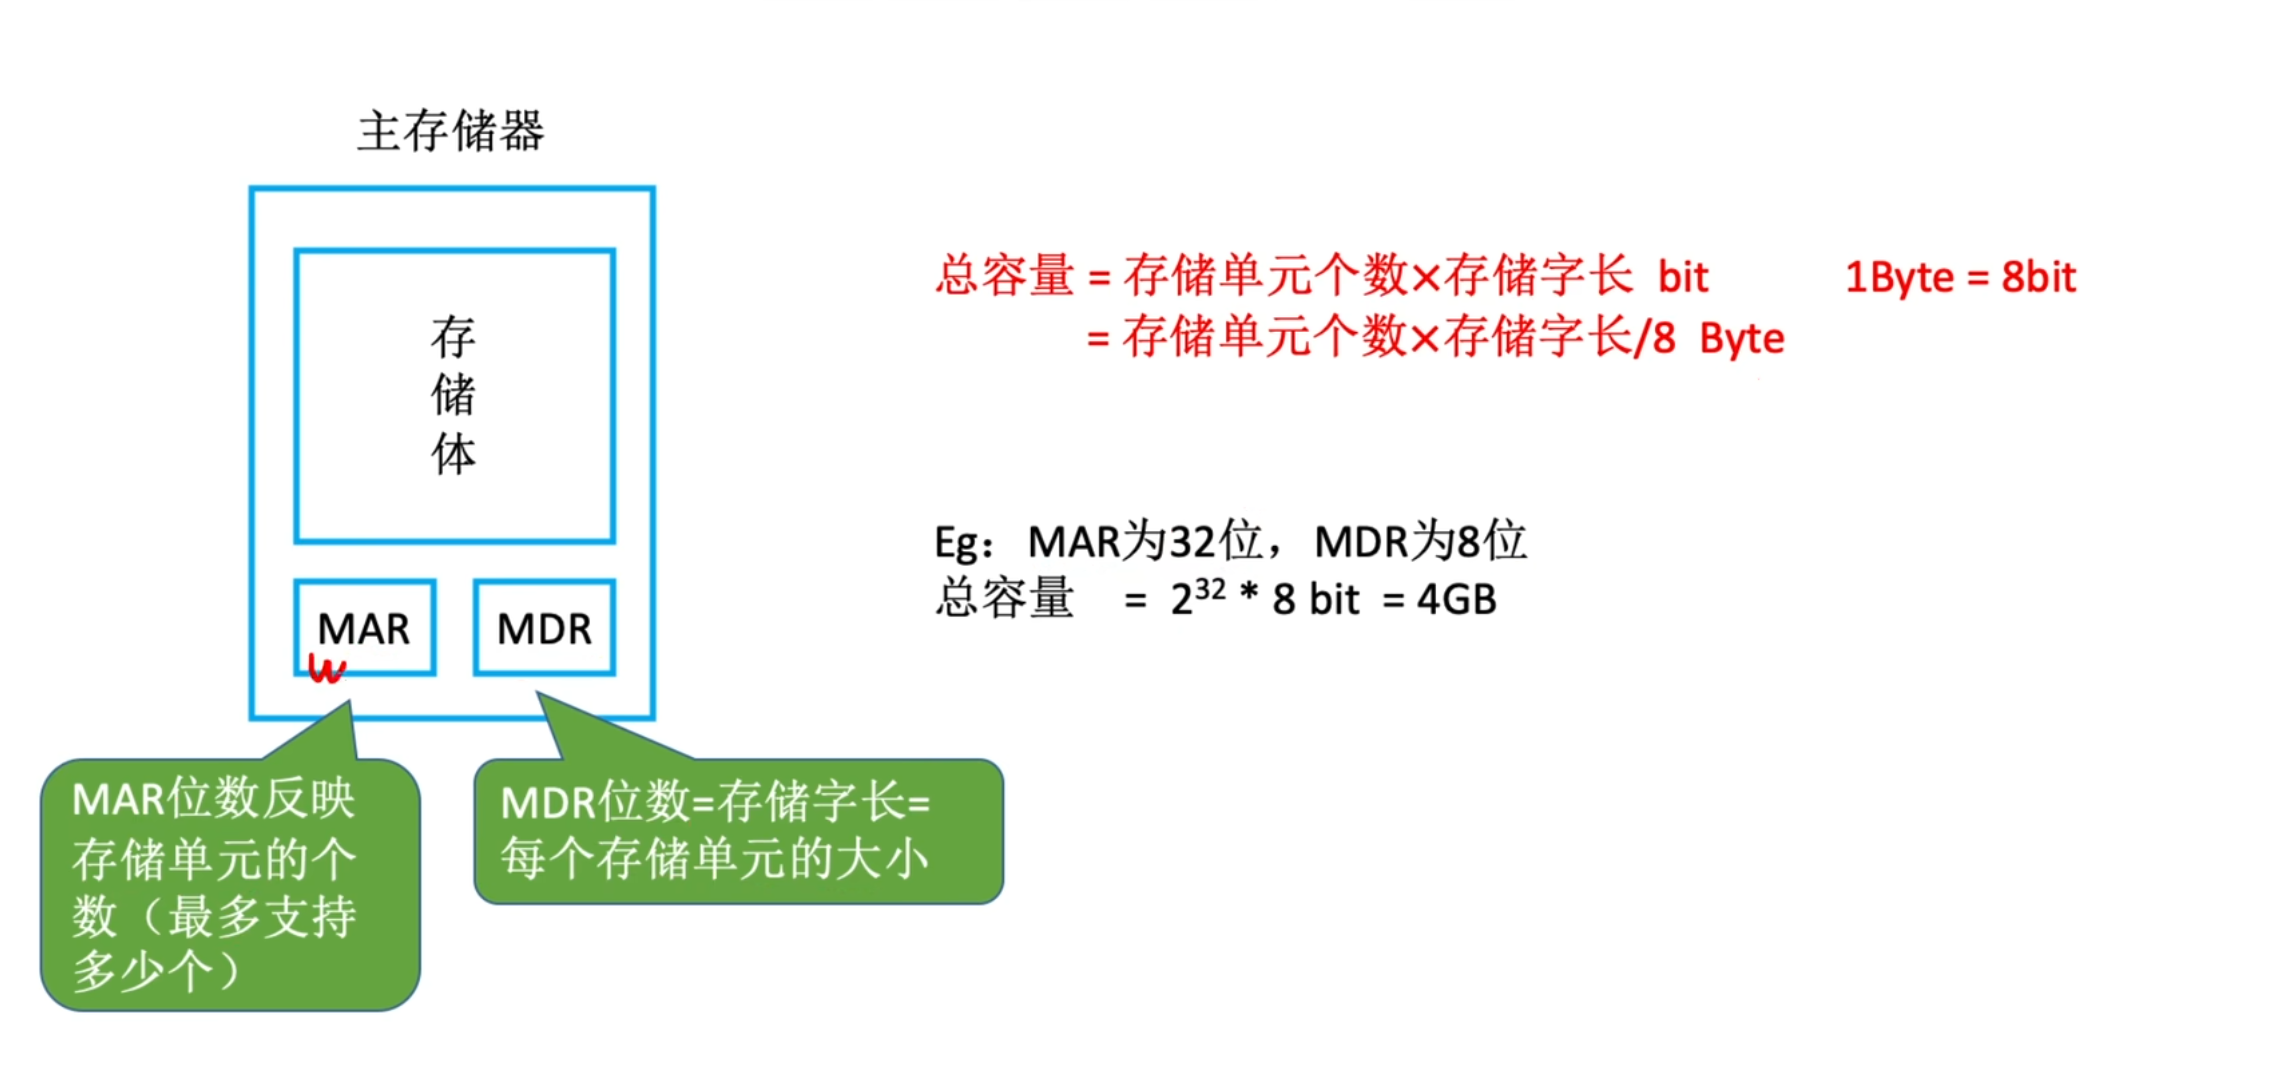 主存储器
存
储
体
MAR
MDR
MAR位数反映
存储单元的个
数（最多支持
多少个）
MDR位数=存储字长=
每个存储单元的大小
总容量 = 存储单元个数×存储字长 bit
1Byte = 8bit
= 存储单元个数×存储字长/8 Byte
Eg：MAR为32位，MDR为8位
总容量 = 2³² * 8 bit = 4GB